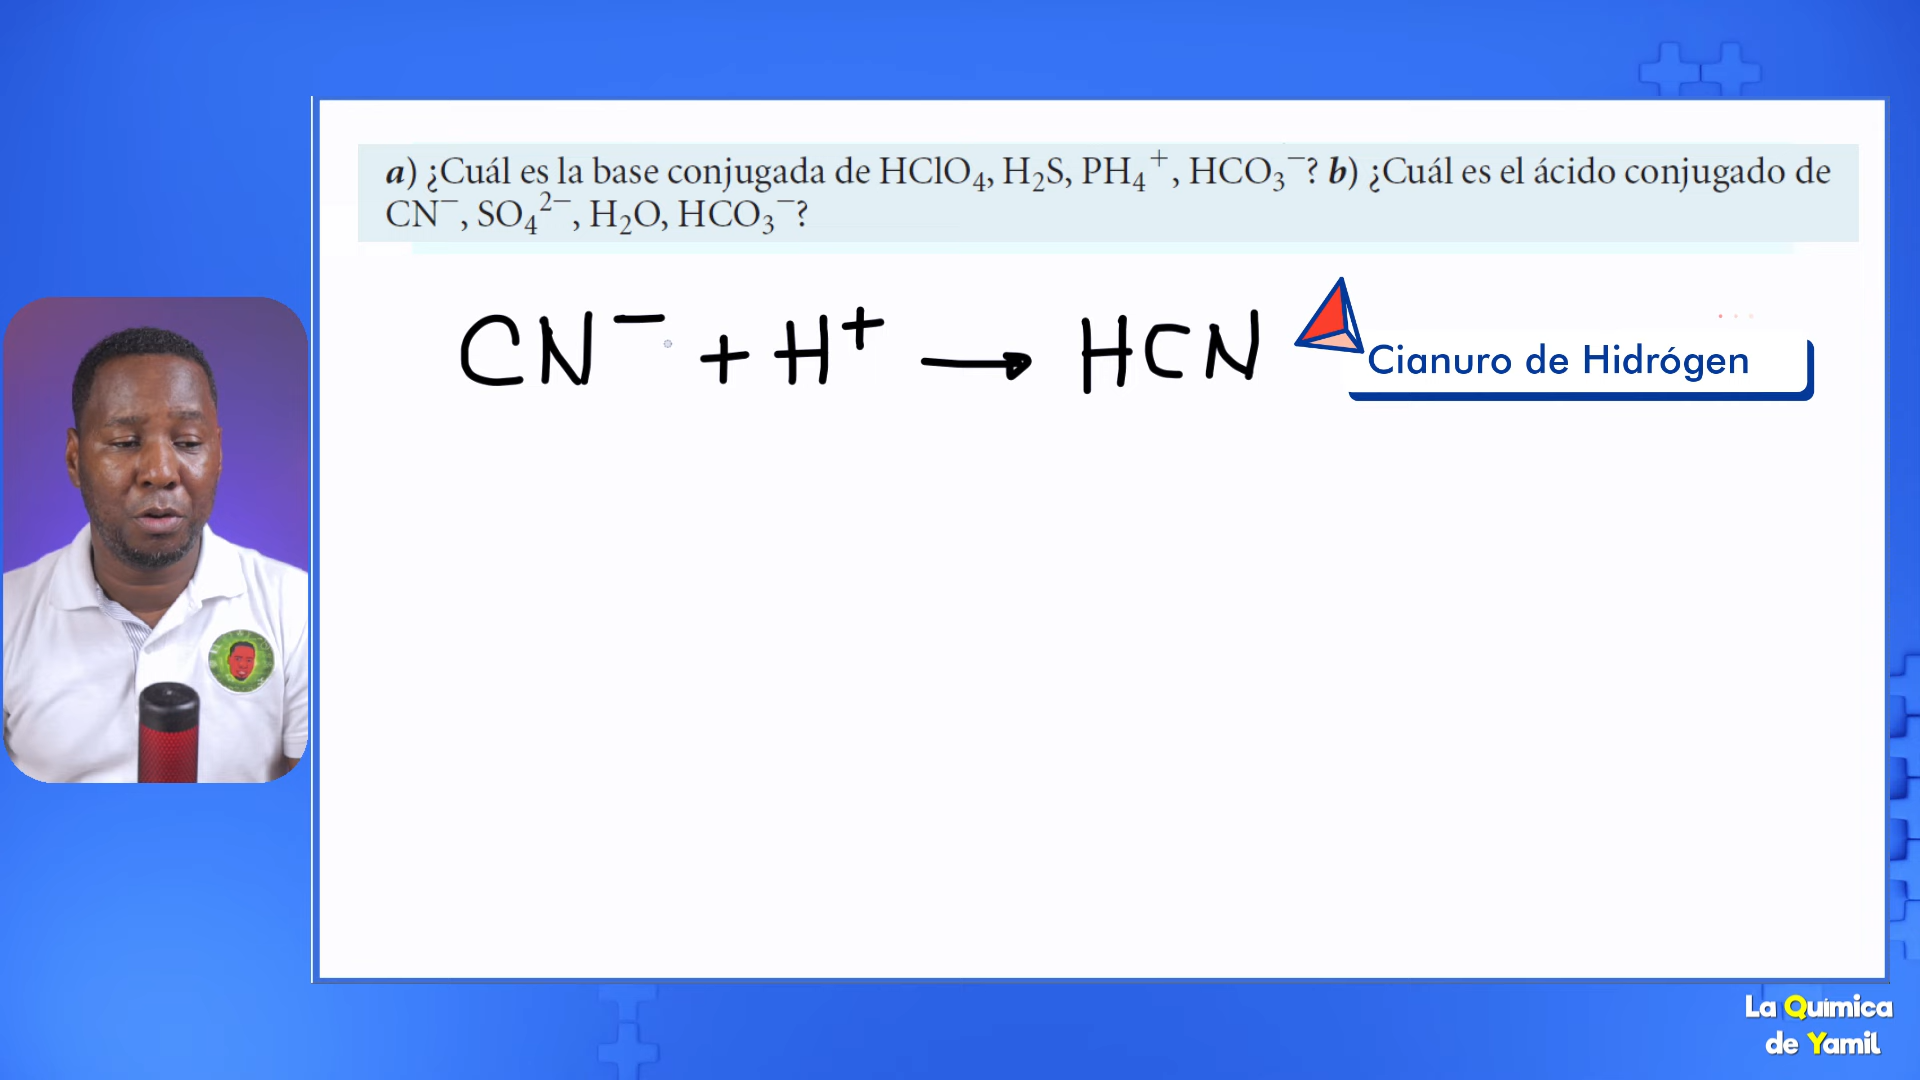 a) ¿Cuál es la base conjugada de HClO₄, H₂S, PH₄⁺, HCO₃⁻? b) ¿Cuál es el ácido conjugado de
CN⁻, SO₄²⁻, H₂O, HCO₃⁻?
CN⁻ + H⁺ → HCN
Cianuro de Hidrógen
La Química
de Yamil